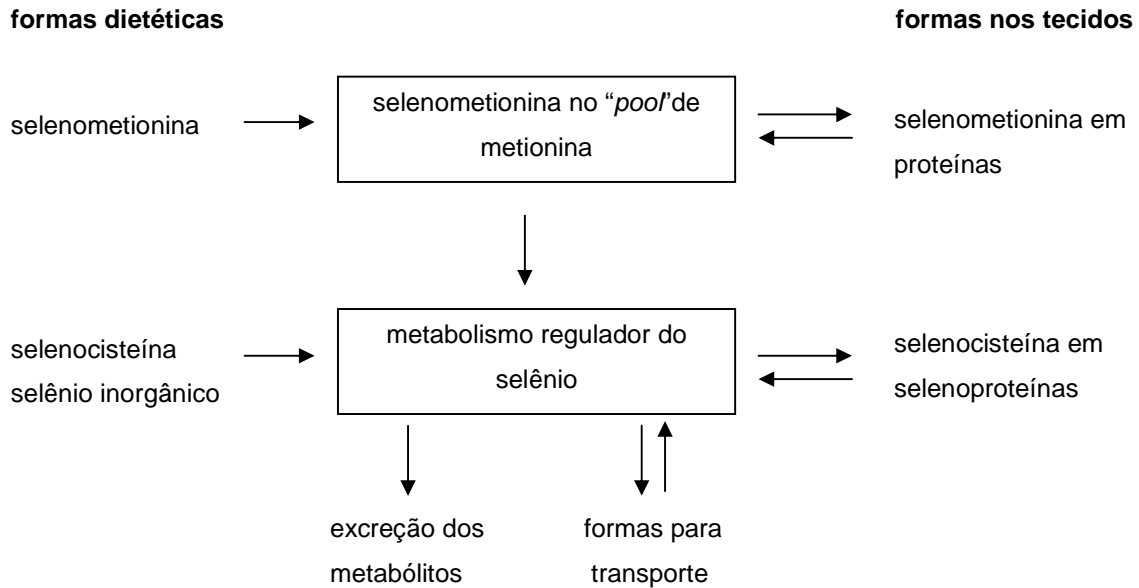 formas dietéticas
formas nos tecidos
selenometionina
selenometionina no “pool”de
metionina
selenometionina em
proteínas
selenocisteína
selênio inorgânico
metabolismo regulador do
selênio
selenocisteína em
selenoproteínas
excreção dos
metabólitos
formas para
transporte